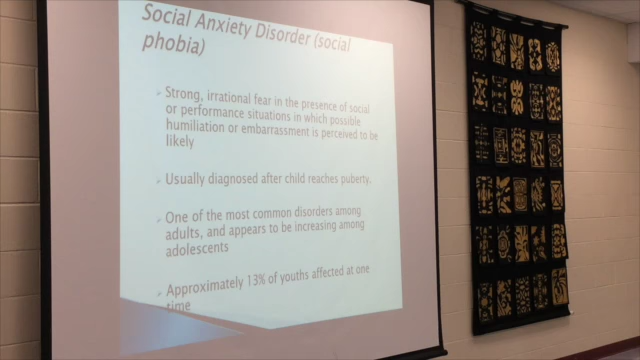 Social Anxiety Disorder (social
phobia)
Strong, irrational fear in the presence of social
or performance situations in which possible
humiliation or embarrassment is perceived to be
likely
Usually diagnosed after child reaches puberty.
One of the most common disorders among
adults, and appears to be increasing among
adolescents
Approximately 13% of youths affected at one
time